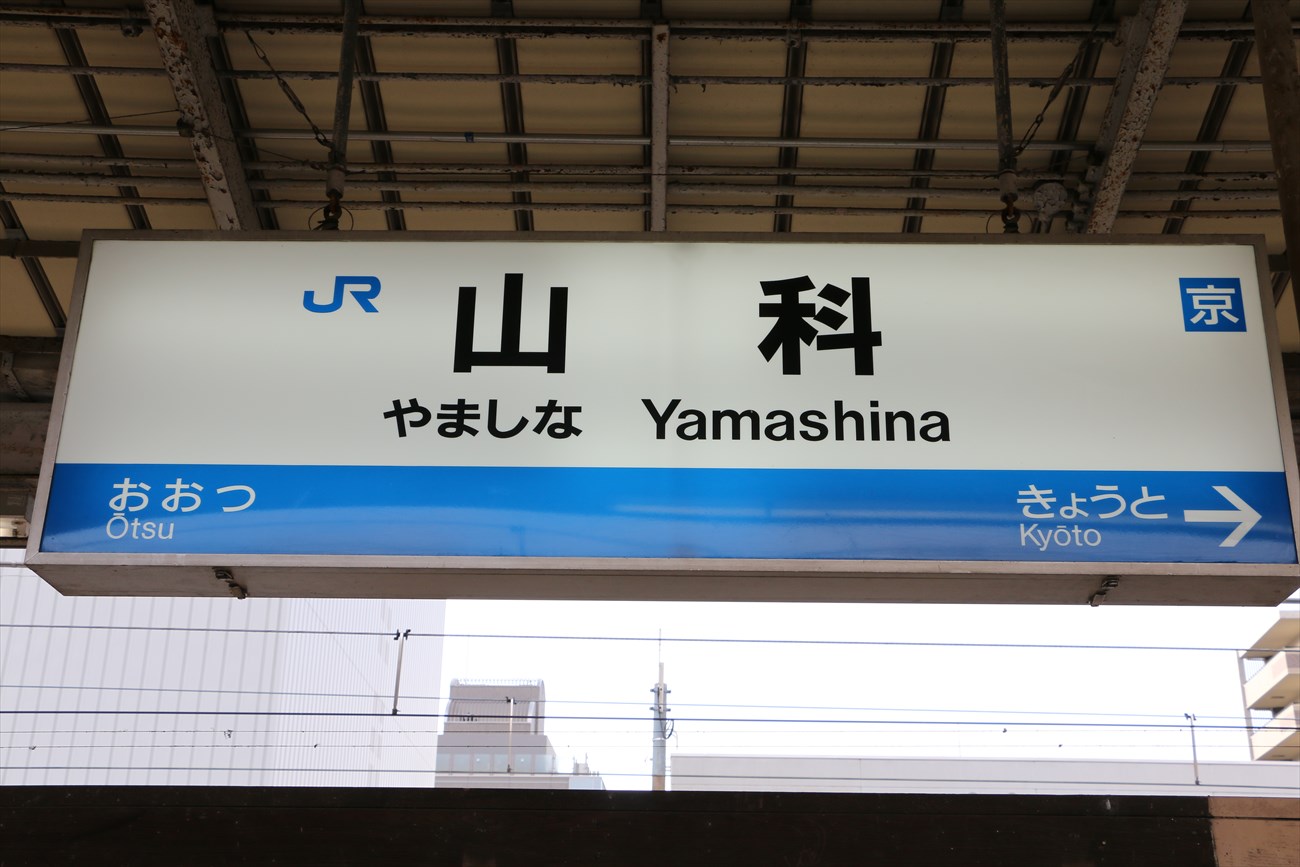 JR 山科 京
やましな Yamashina
おおつ きょうと →
Ōtsu Kyōto